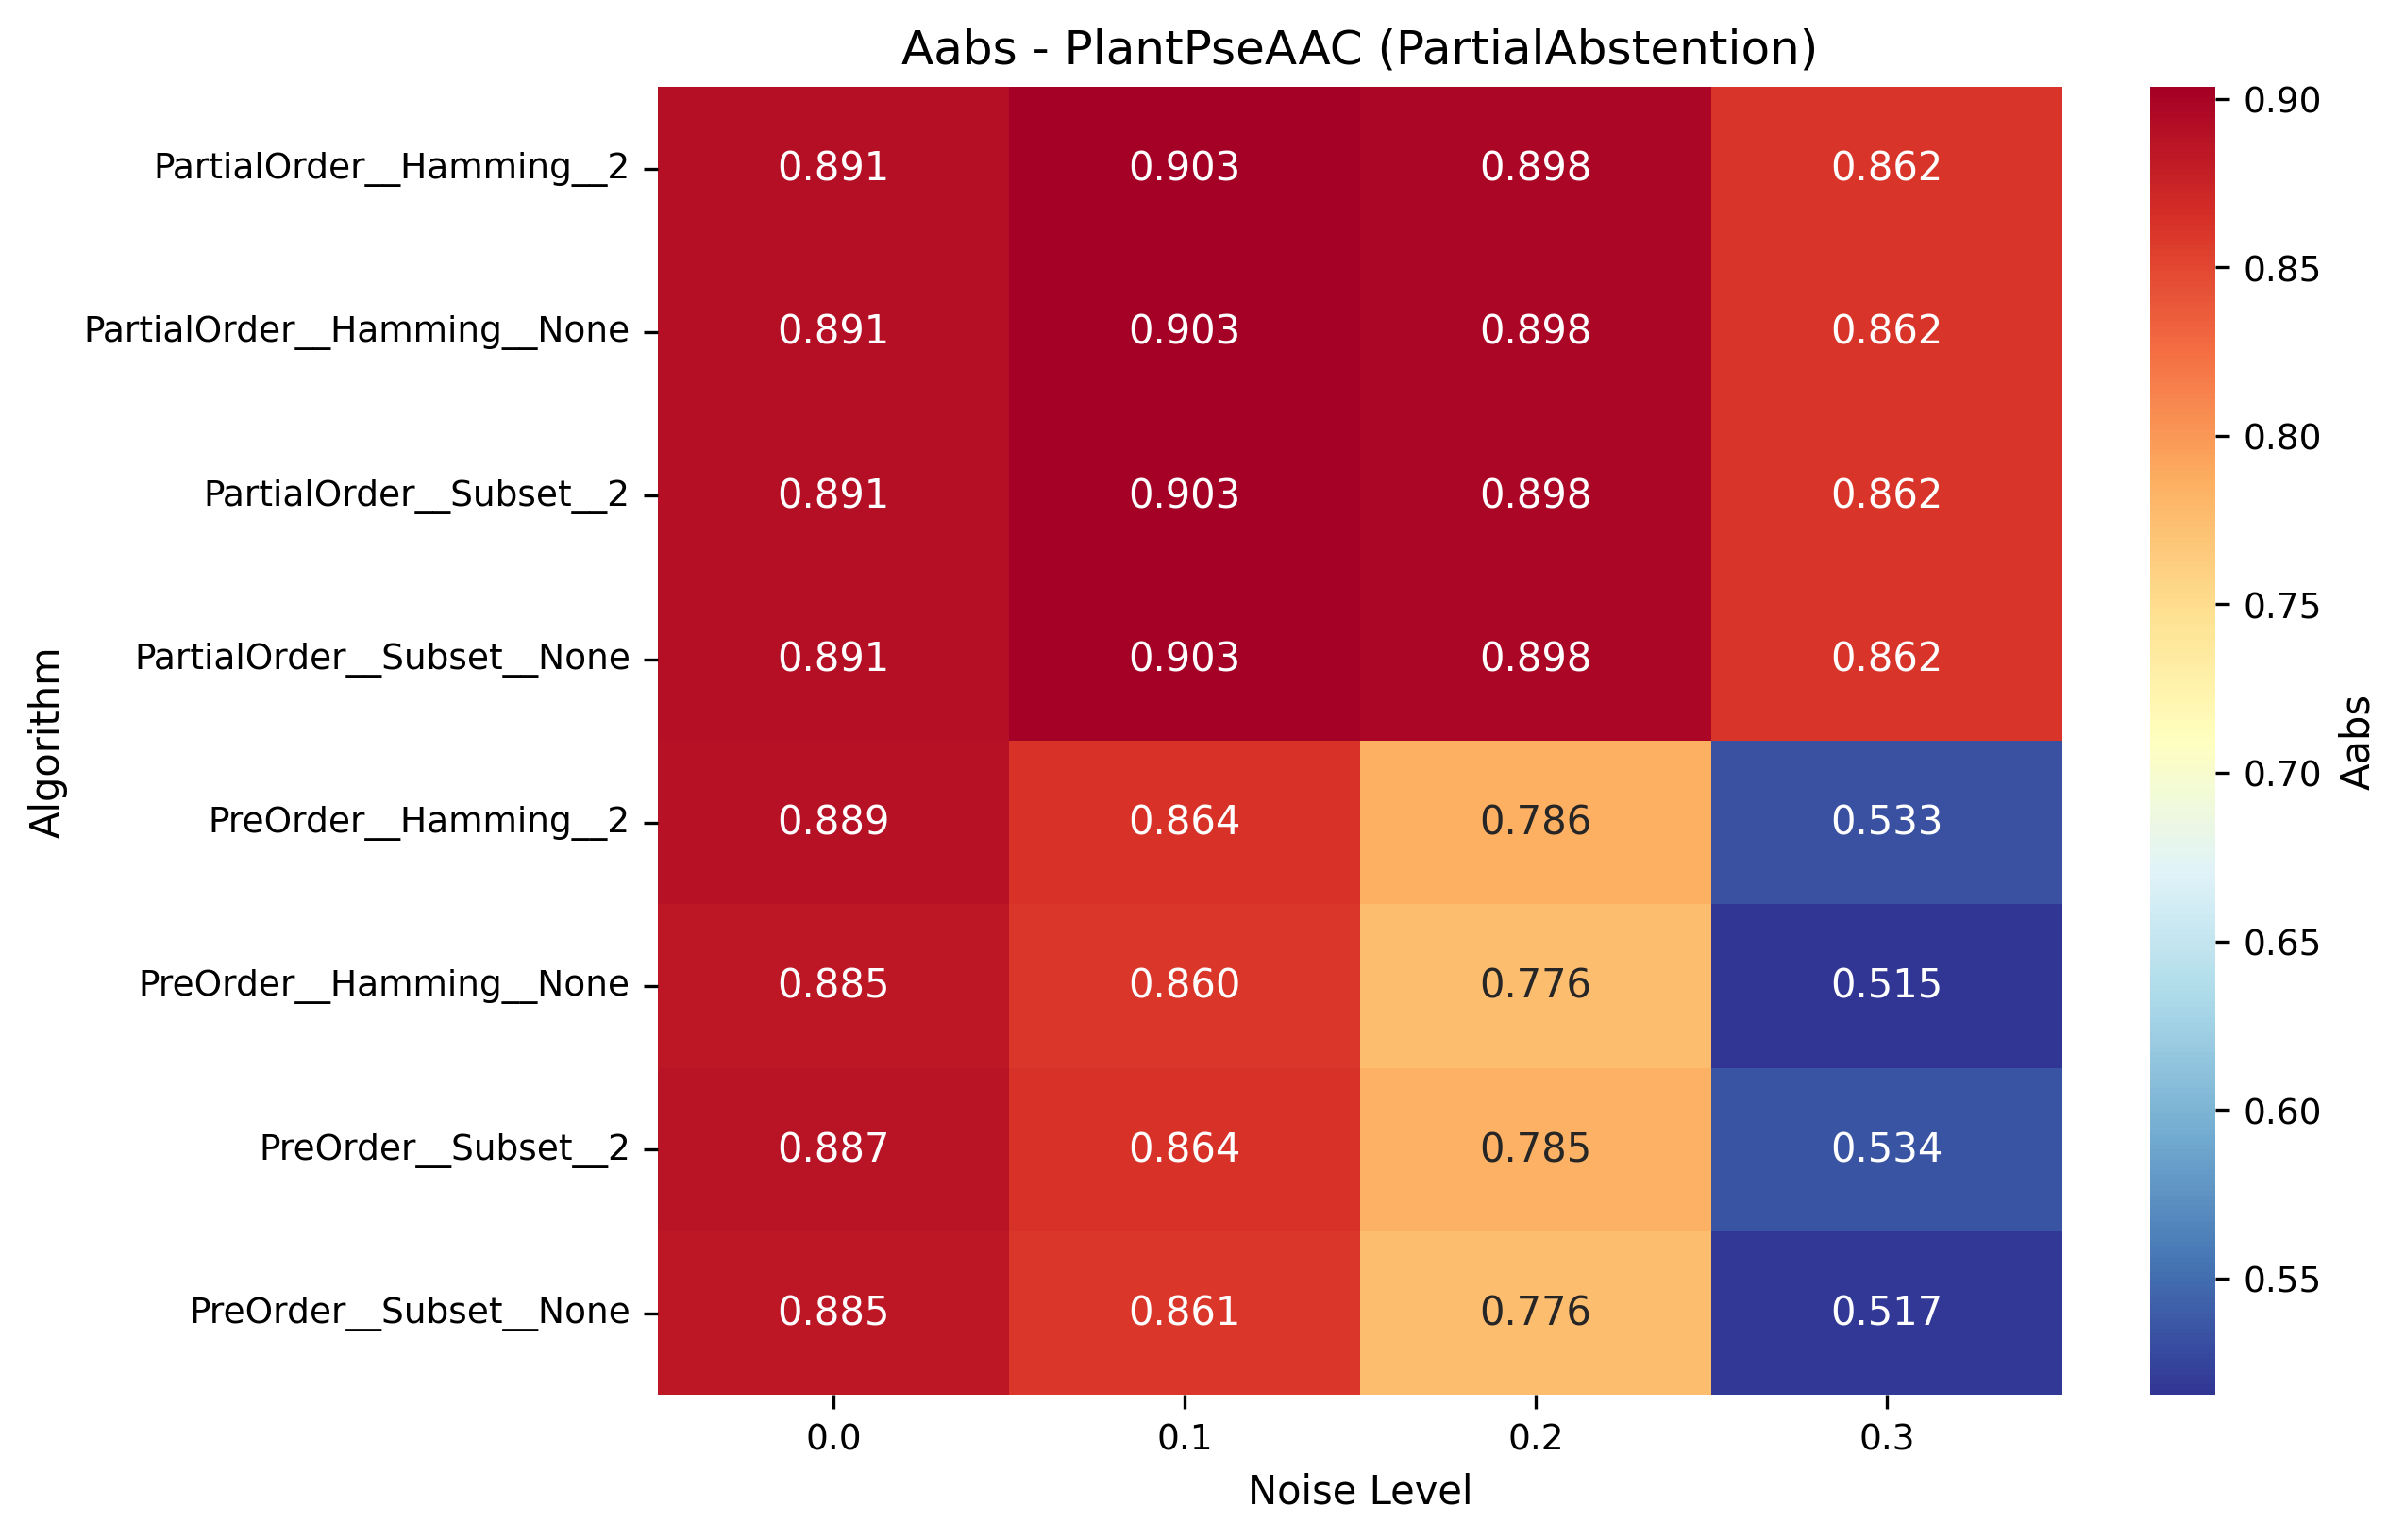 Aabs - PlantPseAAC (PartialAbstention)
PartialOrder__Hamming__2 0.891 0.903 0.898 0.862
PartialOrder__Hamming__None 0.891 0.903 0.898 0.862
PartialOrder__Subset__2 0.891 0.903 0.898 0.862
PartialOrder__Subset__None 0.891 0.903 0.898 0.862
PreOrder__Hamming__2 0.889 0.864 0.786 0.533
PreOrder__Hamming__None 0.885 0.860 0.776 0.515
PreOrder__Subset__2 0.887 0.864 0.785 0.534
PreOrder__Subset__None 0.885 0.861 0.776 0.517
0.0 0.1 0.2 0.3
Noise Level
Algorithm
0.90
0.85
0.80
0.75
0.70
0.65
0.60
0.55
Aabs